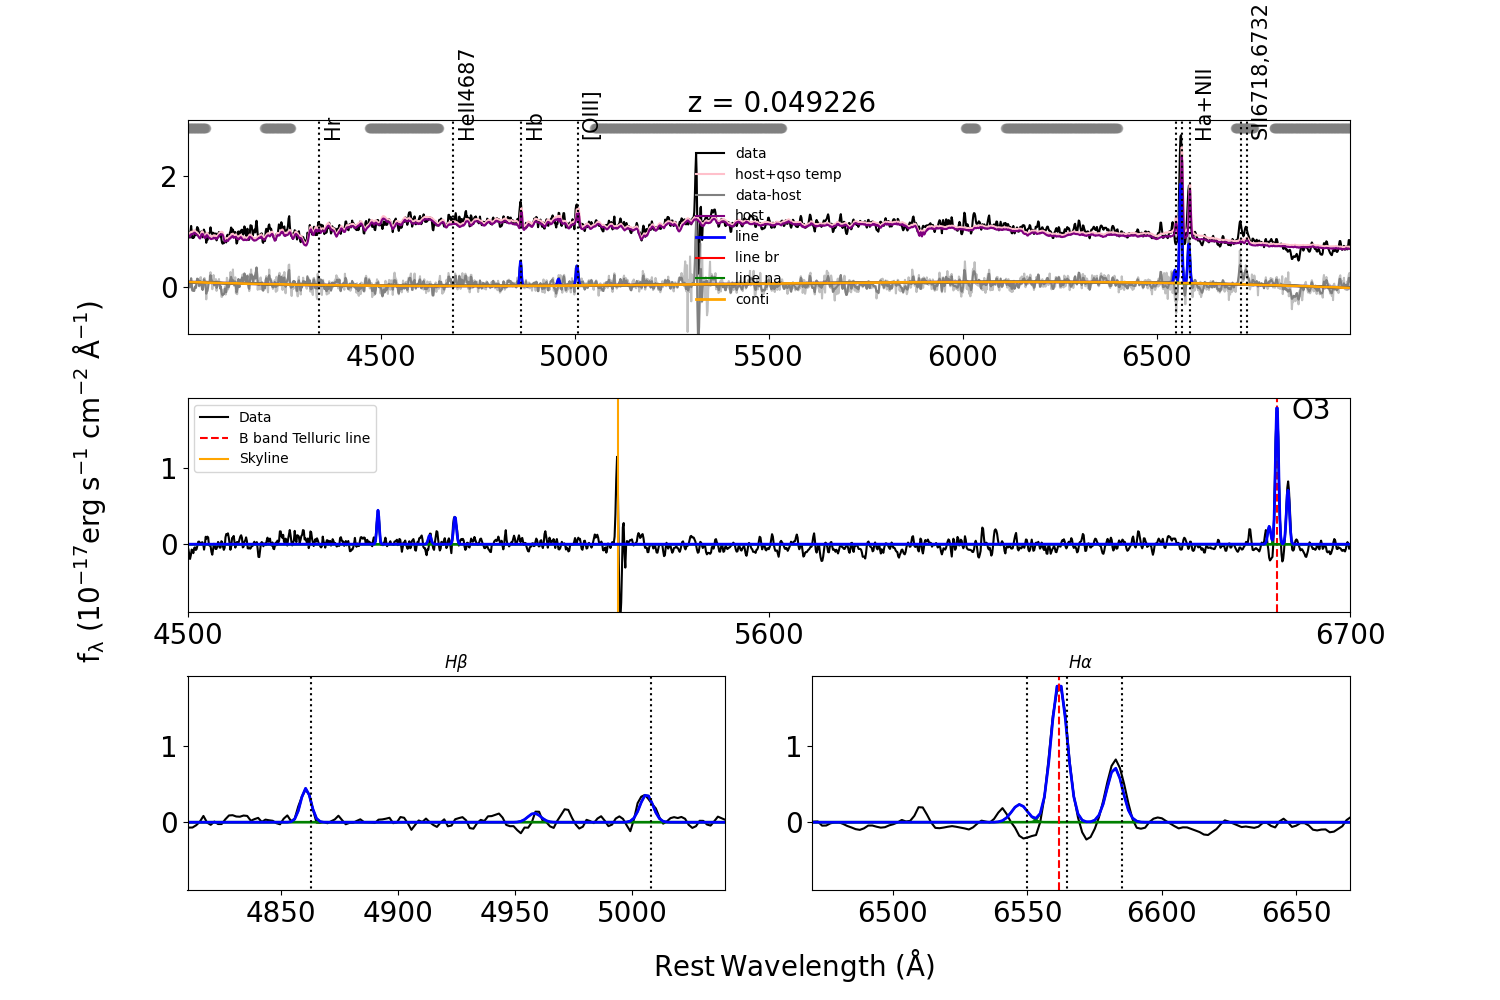 z = 0.049226
Hr
HeII4687
Hb
[OIII]
Ha+NII
SII6718,6732
data
host+qso temp
data-host
host
line
line br
line na
conti
2
0
4500
5000
5500
6000
6500
Data
B band Telluric line
Skyline
O3
1
0
4500
5600
6700
fλ (10−17erg s−1 cm−2 Å−1)
Hβ
1
0
4850
4900
4950
5000
Hα
1
0
6500
6550
6600
6650
Rest Wavelength (Å)